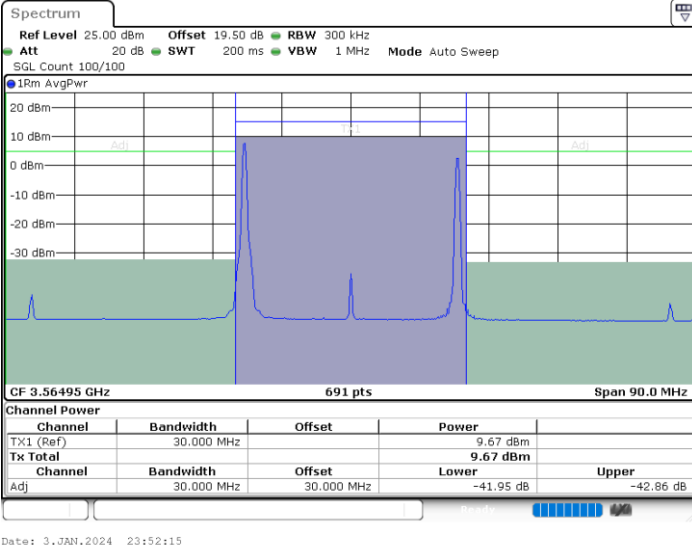 Spectrum
Ref Level 25.00 dBm Offset 19.50 dB RBW 300 kHz
Att 20 dB SWT 200 ms VBW 1 MHz Mode Auto Sweep
SGL Count 100/100
1Rm AvgPwr
20 dBm
TX1
10 dBm
Adj Adj
0 dBm
-10 dBm
-20 dBm
-30 dBm
CF 3.56495 GHz 691 pts Span 90.0 MHz
Channel Power
Channel Bandwidth Offset Power
TX1 (Ref) 30.000 MHz 9.67 dBm
Tx Total 9.67 dBm
Channel Bandwidth Offset Lower Upper
Adj 30.000 MHz 30.000 MHz -41.95 dB -42.86 dB
Ready
Date: 3.JAN.2024 23:52:15